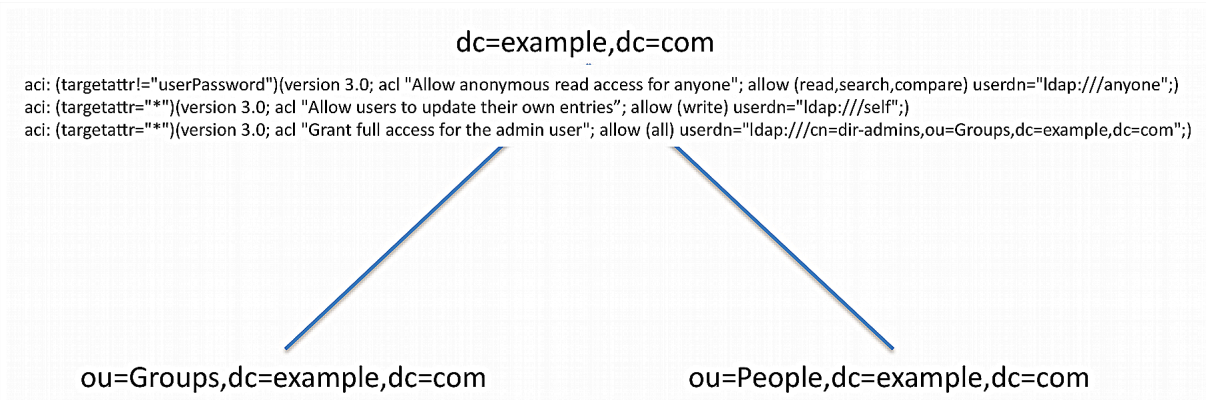 dc=example,dc=com
aci: (targetattr!="userPassword")(version 3.0; acl "Allow anonymous read access for anyone"; allow (read,search,compare) userdn="ldap:///anyone";)
aci: (targetattr="*")(version 3.0; acl "Allow users to update their own entries”; allow (write) userdn="ldap:///self";)
aci: (targetattr="*")(version 3.0; acl "Grant full access for the admin user"; allow (all) userdn="ldap:///cn=dir-admins,ou=Groups,dc=example,dc=com";)
ou=Groups,dc=example,dc=com
ou=People,dc=example,dc=com